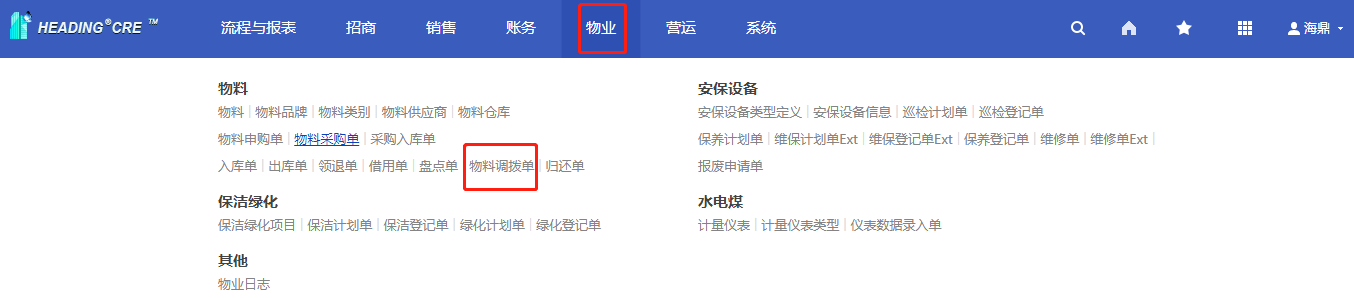 HEADING®CRE ™ 流程与报表 招商 销售 账务 物业 营运 系统 海鼎
物料
物料 | 物料品牌 | 物料类别 | 物料供应商 | 物料仓库
物料申购单 | 物料采购单 | 采购入库单
入库单 | 出库单 | 领退单 | 借用单 | 盘点单 | 物料调拨单 | 归还单
安保设备
安保设备类型定义 | 安保设备信息 | 巡检计划单 | 巡检登记单
保养计划单 | 维保计划单Ext | 维保登记单Ext | 保养登记单 | 维修单 | 维修单Ext |
报废申请单
保洁绿化
保洁绿化项目 | 保洁计划单 | 保洁登记单 | 绿化计划单 | 绿化登记单
水电煤
计量仪表 | 计量仪表类型 | 仪表数据录入单
其他
物业日志